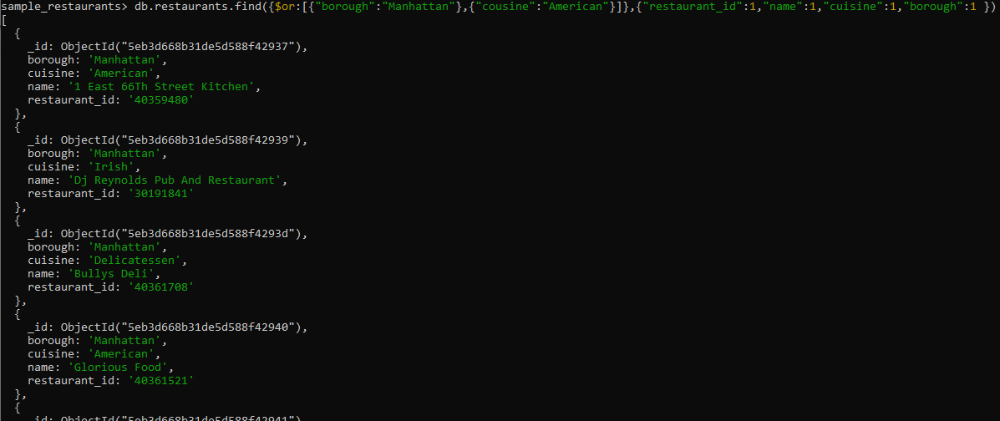 sample_restaurants> db.restaurants.find({$or:[{"borough":"Manhattan"},{"cousine":"American"}]},{"restaurant_id":1,"name":1,"cuisine":1,"borough":1 })
[
  {
    _id: ObjectId("5eb3d668b31de5d588f42937"),
    borough: 'Manhattan',
    cuisine: 'American',
    name: '1 East 66Th Street Kitchen',
    restaurant_id: '40359480'
  },
  {
    _id: ObjectId("5eb3d668b31de5d588f42939"),
    borough: 'Manhattan',
    cuisine: 'Irish',
    name: 'Dj Reynolds Pub And Restaurant',
    restaurant_id: '30191841'
  },
  {
    _id: ObjectId("5eb3d668b31de5d588f4293d"),
    borough: 'Manhattan',
    cuisine: 'Delicatessen',
    name: 'Bullys Deli',
    restaurant_id: '40361708'
  },
  {
    _id: ObjectId("5eb3d668b31de5d588f42940"),
    borough: 'Manhattan',
    cuisine: 'American',
    name: 'Glorious Food',
    restaurant_id: '40361521'
  },
  {
    _id: ObjectId("5eb3d668b31de5d588f42941"),